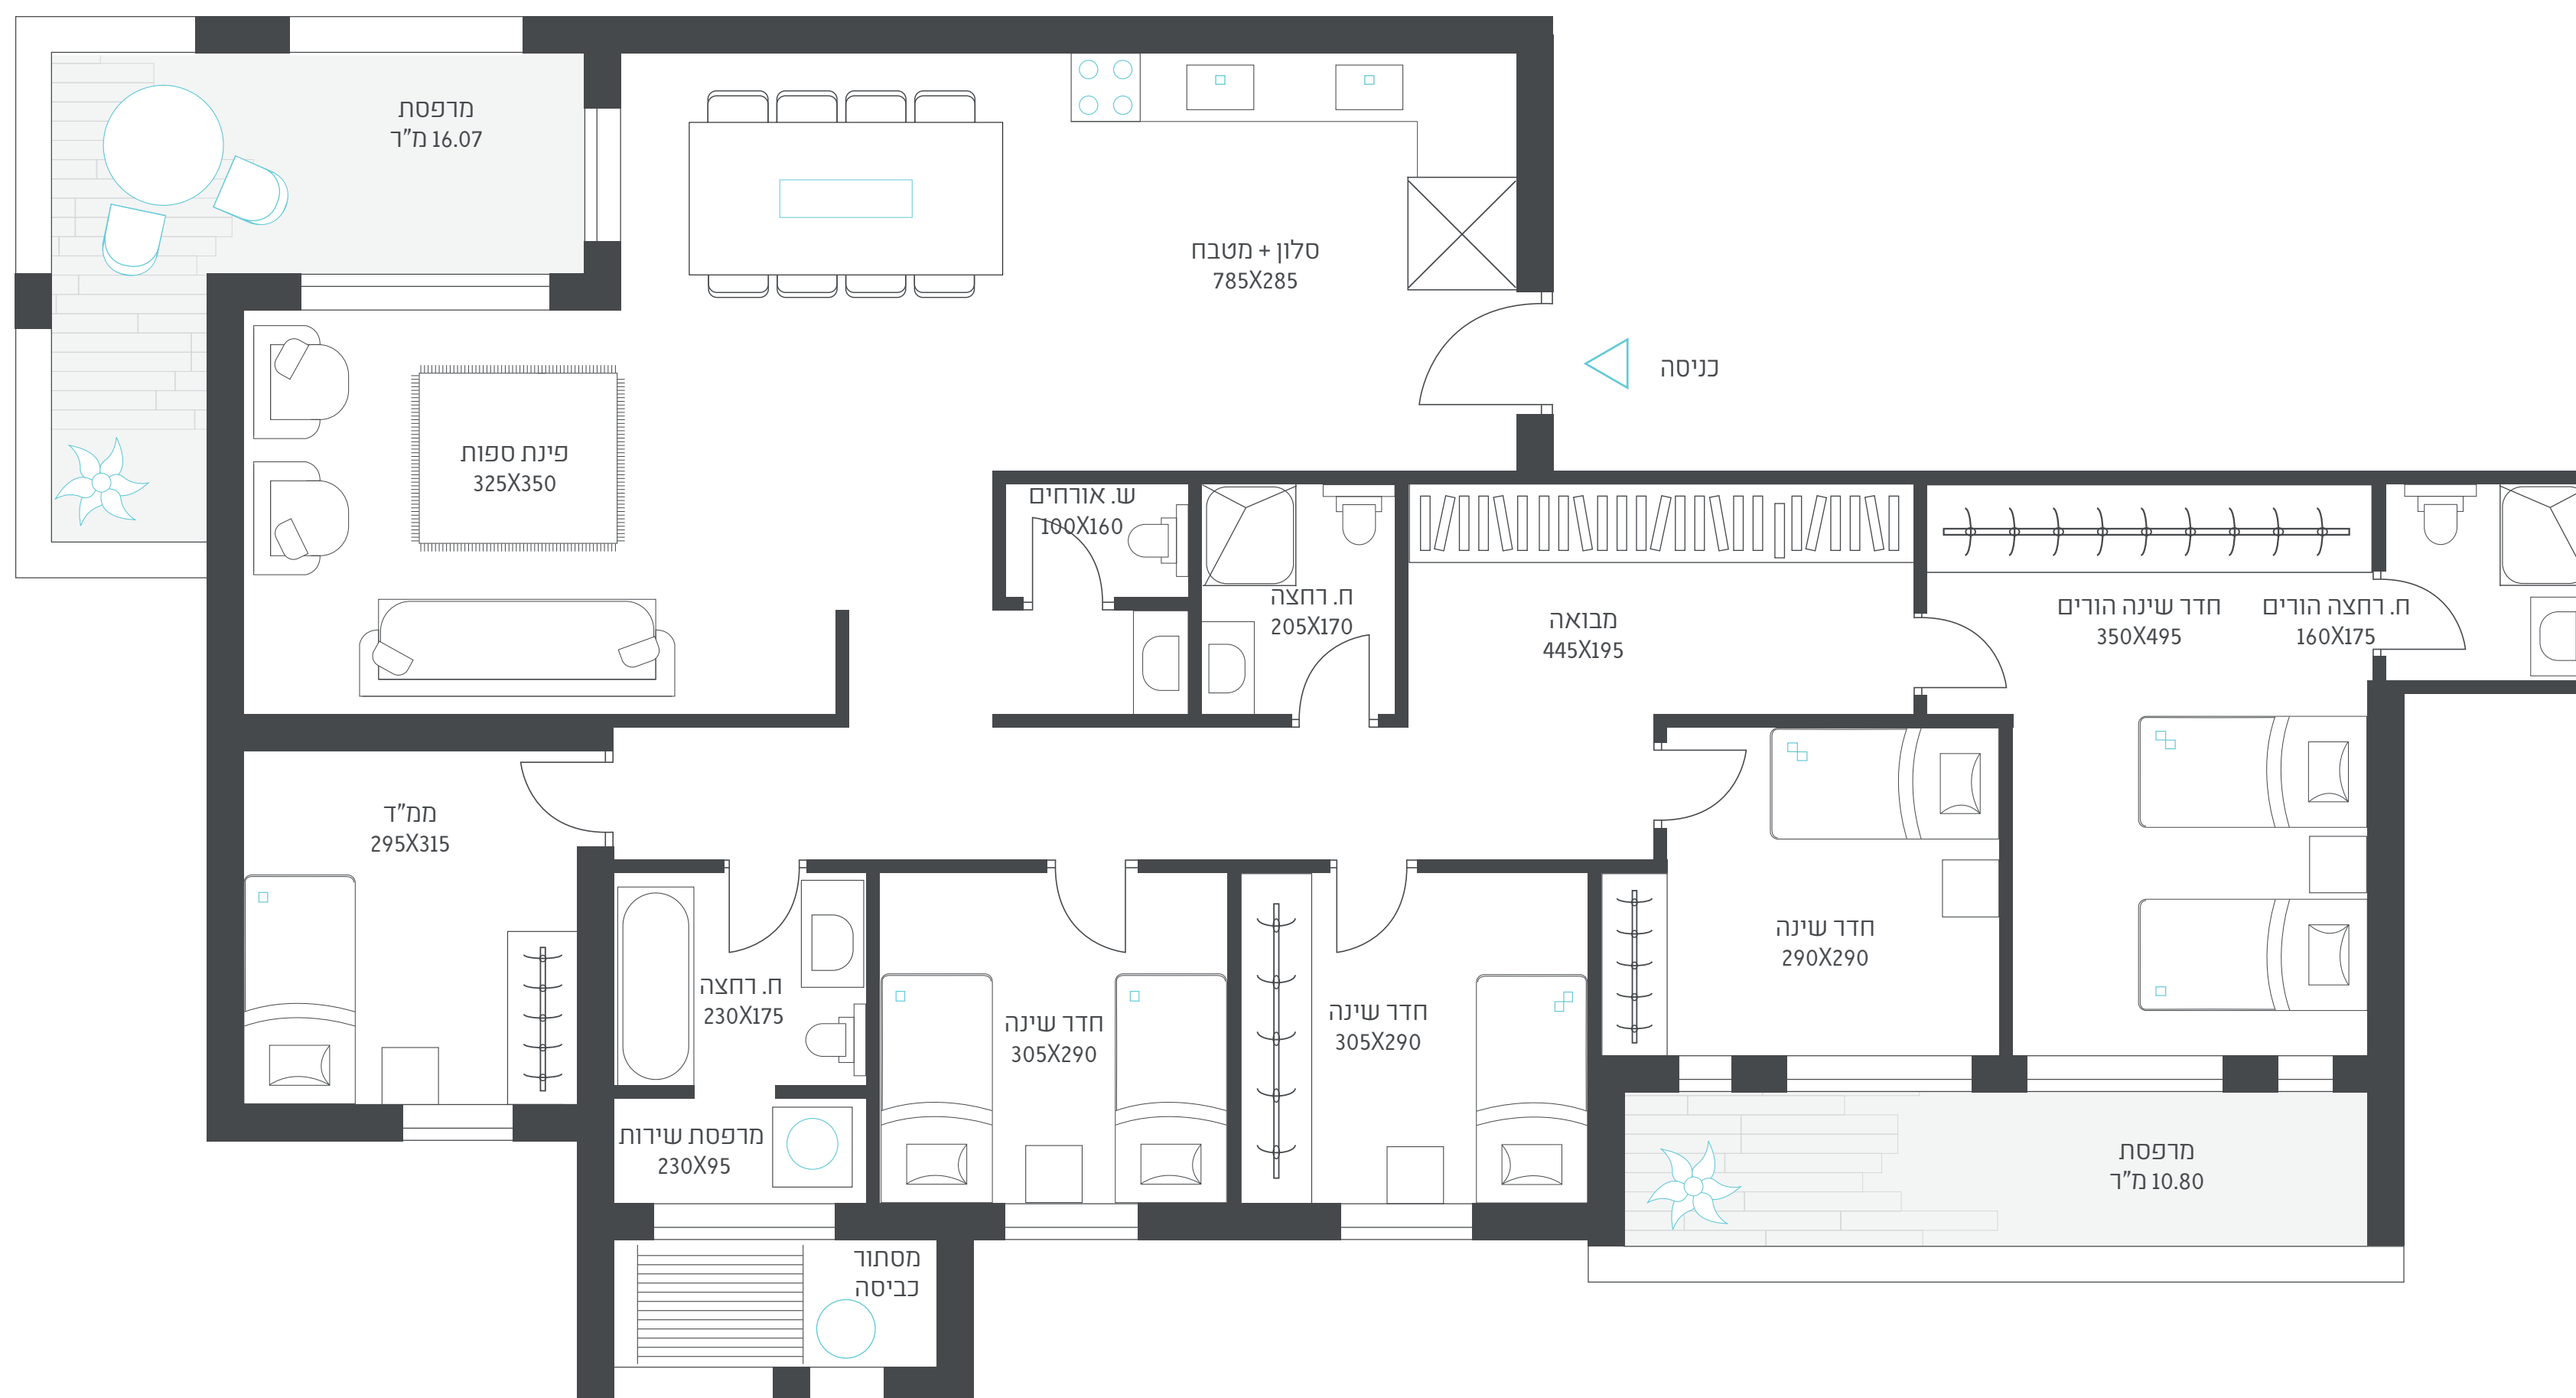 מרפסת
16.07 מ"ר
סלון + מטבח
785X285
כניסה
פינת ספות
325X350
ש. אורחים
100X160
ח. רחצה
205X170
מבואה
445X195
חדר שינה הורים
350X495
ח. רחצה הורים
160X175
ממ"ד
295X315
ח. רחצה
230X175
חדר שינה
305X290
חדר שינה
305X290
חדר שינה
290X290
מרפסת שירות
230X95
מרפסת
10.80 מ"ר
מסתור
כביסה